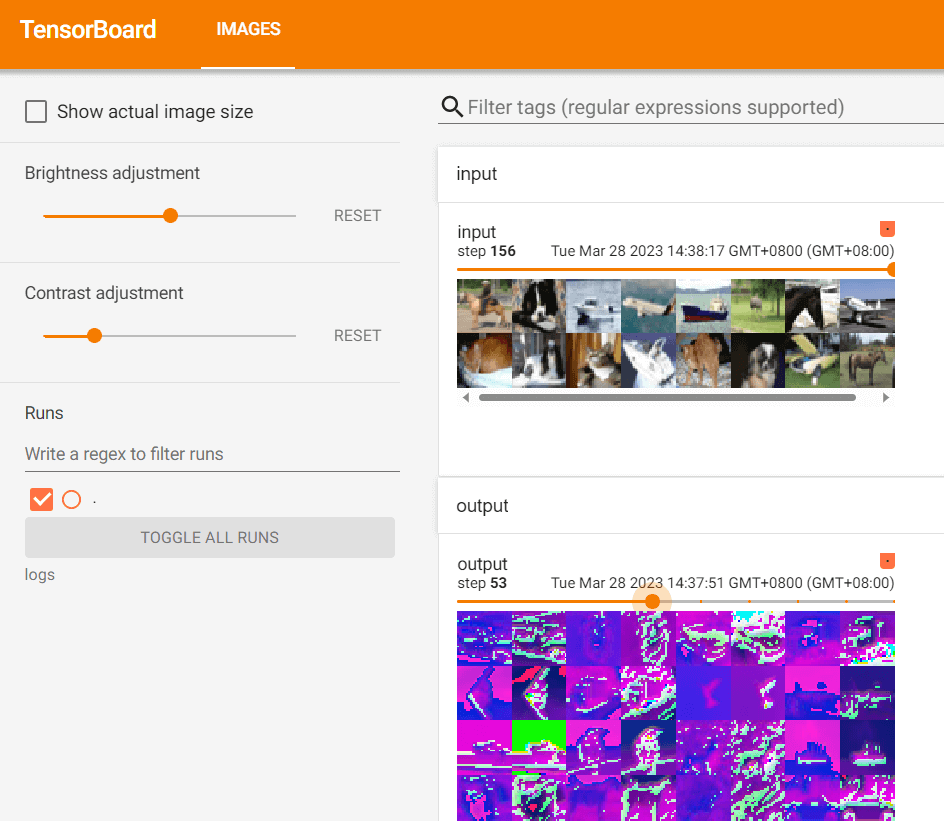 TensorBoard IMAGES
Show actual image size
Filter tags (regular expressions supported)
Brightness adjustment
RESET
Contrast adjustment
RESET
Runs
Write a regex to filter runs
.
TOGGLE ALL RUNS
logs
input
input
step 156 Tue Mar 28 2023 14:38:17 GMT+0800 (GMT+08:00)
output
output
step 53 Tue Mar 28 2023 14:37:51 GMT+0800 (GMT+08:00)